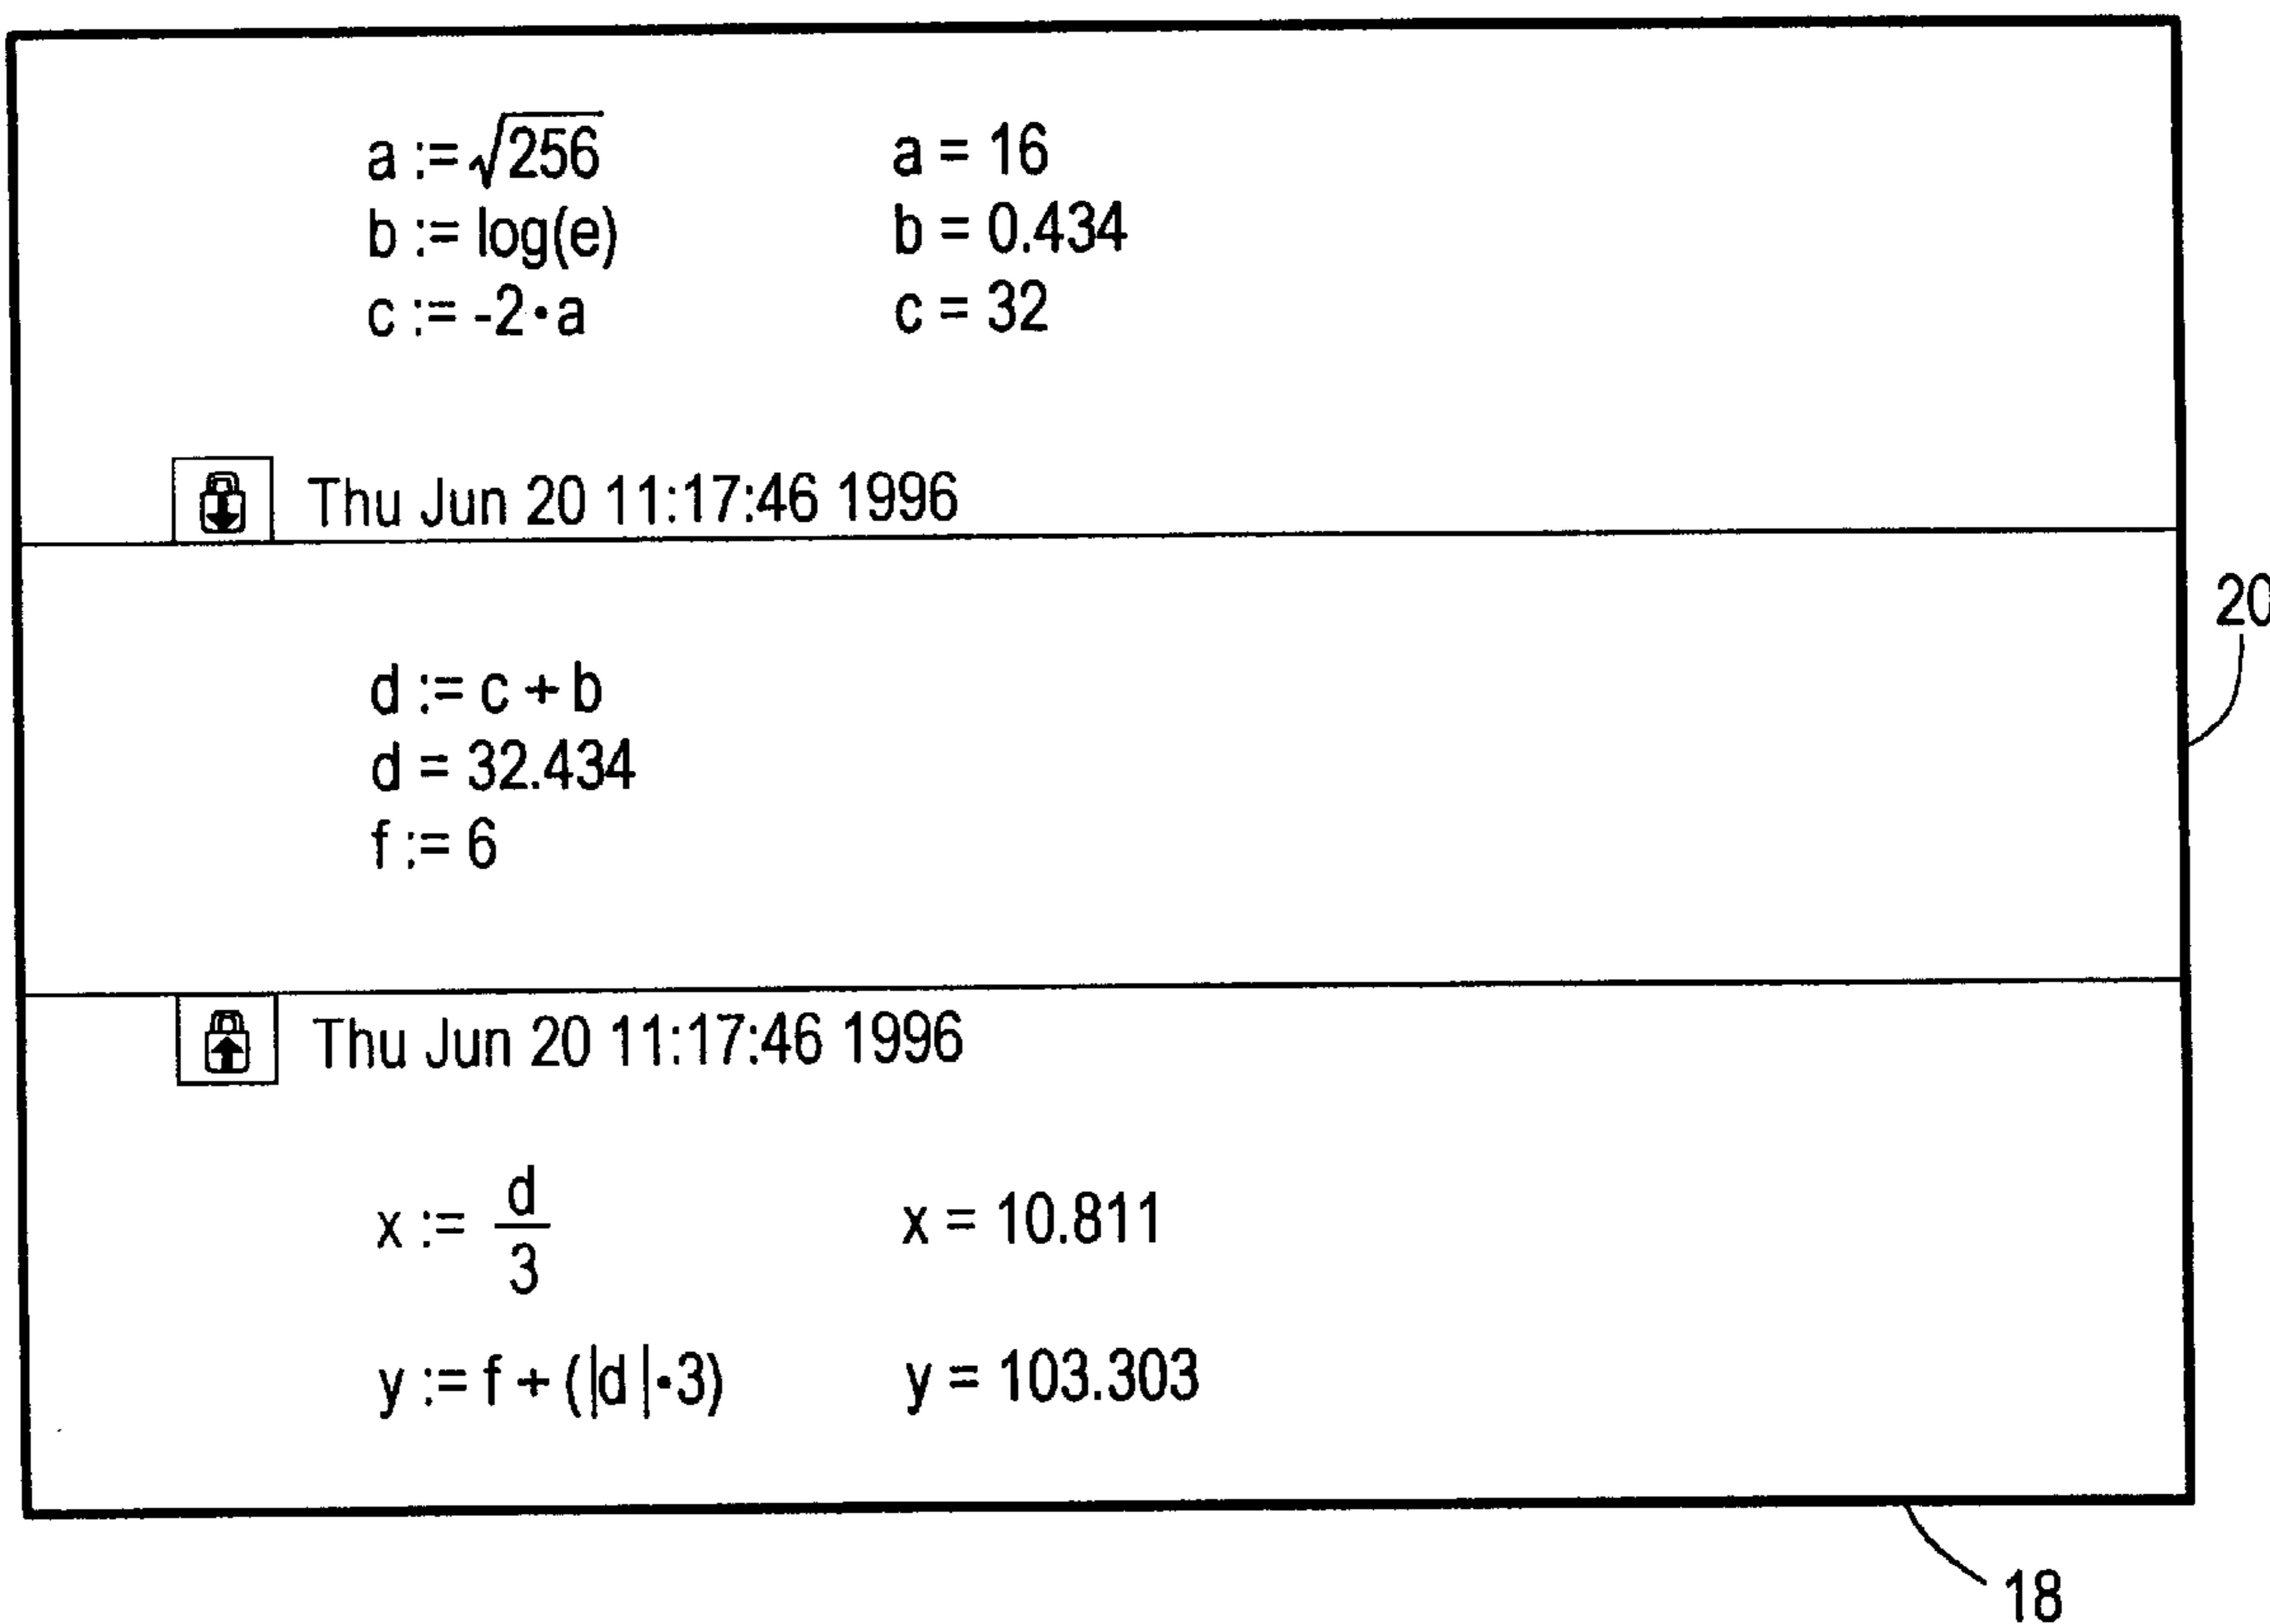 a := √256 a = 16
b := log(e) b = 0.434
c := -2•a c = 32
Thu Jun 20 11:17:46 1996
20
d := c + b
d = 32.434
f := 6
Thu Jun 20 11:17:46 1996
x := d/3 x = 10.811
y := f + (|d|•3) y = 103.303
18